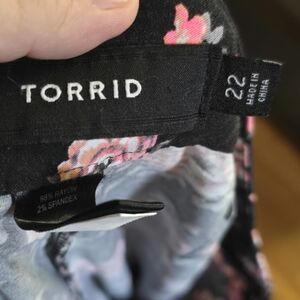 TORRID
22
MADE IN
CHINA
98% RAYON
2% SPANDEX